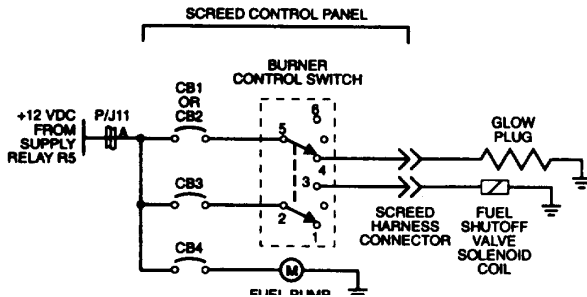 SCREED CONTROL PANEL
BURNER
CONTROL SWITCH
CB1
OR
CB2
P/J11
A
+12 VDC
FROM
SUPPLY
RELAY R5
6
5
4
GLOW
PLUG
3
CB3
2
1
SCREED
HARNESS
CONNECTOR
FUEL
SHUTOFF
VALVE
SOLENOID
COIL
CB4
M
FUEL PUMP